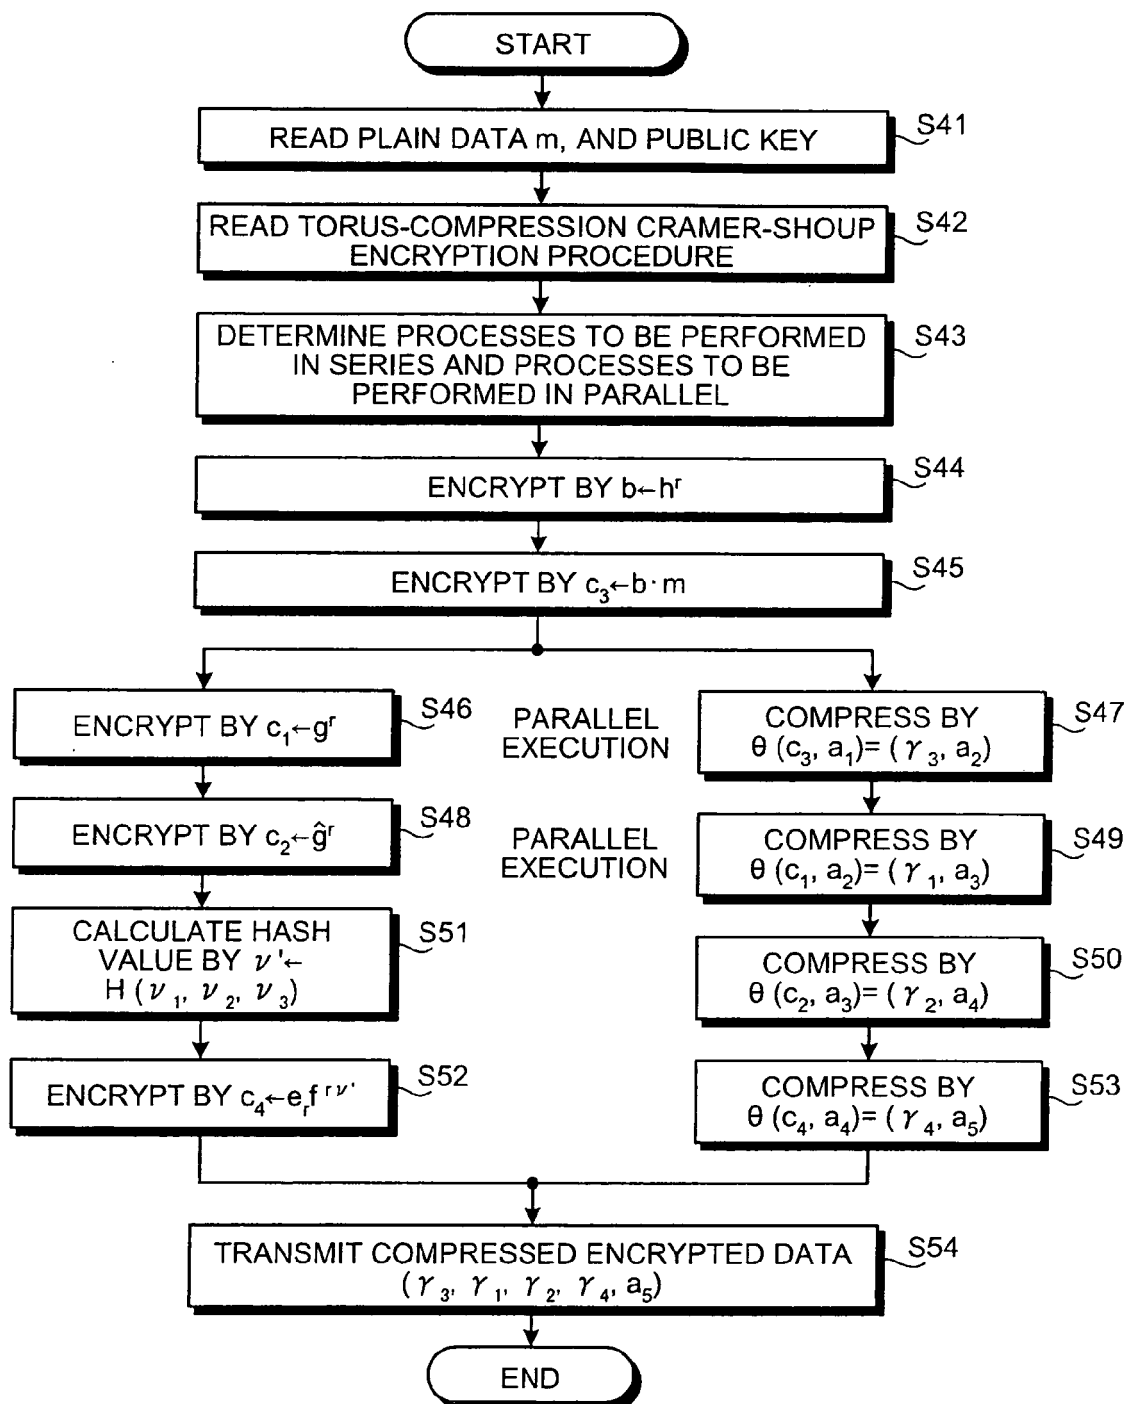 START
READ PLAIN DATA m, AND PUBLIC KEY
S41
READ TORUS-COMPRESSION CRAMER-SHOUP
ENCRYPTION PROCEDURE
S42
DETERMINE PROCESSES TO BE PERFORMED
IN SERIES AND PROCESSES TO BE
PERFORMED IN PARALLEL
S43
ENCRYPT BY b←hʳ
S44
ENCRYPT BY c₃←b·m
S45
ENCRYPT BY c₁←gʳ
S46
PARALLEL
EXECUTION
COMPRESS BY
θ (c₃, a₁)= (γ₃, a₂)
S47
ENCRYPT BY c₂←ĝʳ
S48
PARALLEL
EXECUTION
COMPRESS BY
θ (c₁, a₂)= (γ₁, a₃)
S49
CALCULATE HASH
VALUE BY ν'←
H (ν₁, ν₂, ν₃)
S51
COMPRESS BY
θ (c₂, a₃)= (γ₂, a₄)
S50
ENCRYPT BY c₄←eᵣf^rν'
S52
COMPRESS BY
θ (c₄, a₄)= (γ₄, a₅)
S53
TRANSMIT COMPRESSED ENCRYPTED DATA
(γ₃, γ₁, γ₂, γ₄, a₅)
S54
END